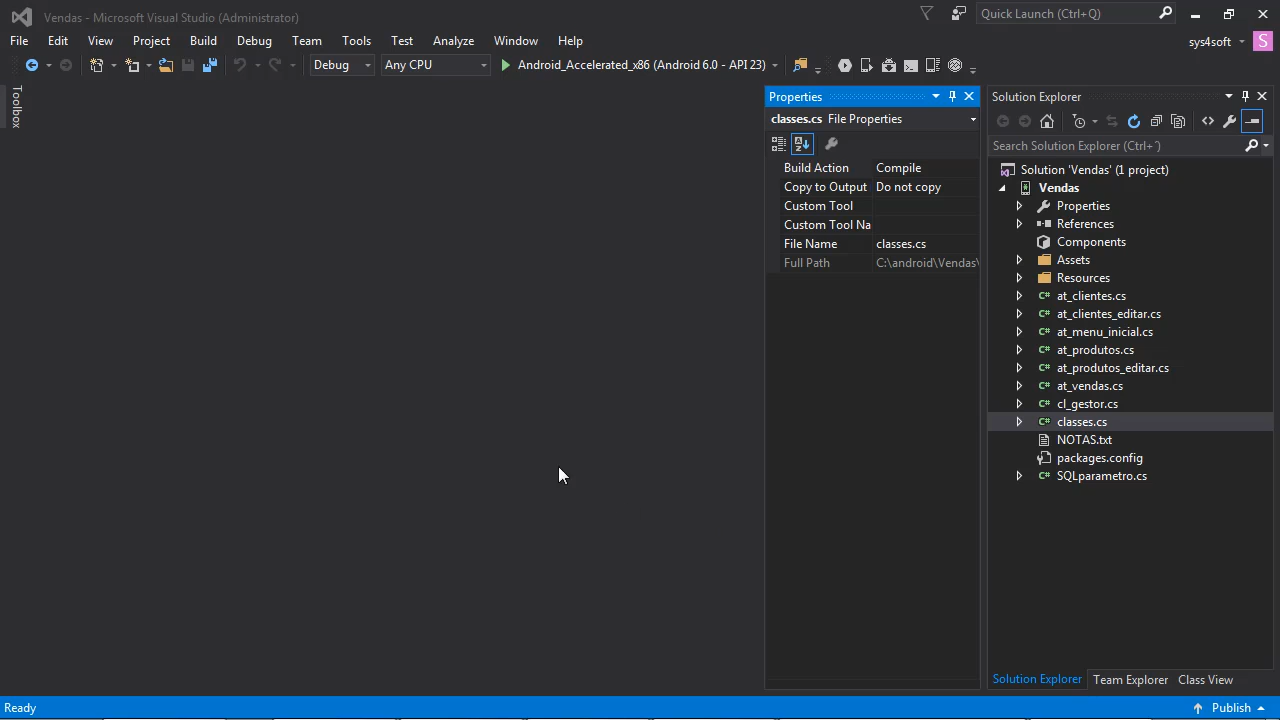 Vendas - Microsoft Visual Studio (Administrator)
Quick Launch (Ctrl+Q)
File Edit View Project Build Debug Team Tools Test Analyze Window Help
sys4soft S
Debug Any CPU Android_Accelerated_x86 (Android 6.0 - API 23)
Toolbox
Properties
classes.cs File Properties
Build Action Compile
Copy to Output Do not copy
Custom Tool
Custom Tool Na
File Name classes.cs
Full Path C:\android\Vendas\
Solution Explorer
Search Solution Explorer (Ctrl+´)
Solution 'Vendas' (1 project)
Vendas
Properties
References
Components
Assets
Resources
at_clientes.cs
at_clientes_editar.cs
at_menu_inicial.cs
at_produtos.cs
at_produtos_editar.cs
at_vendas.cs
cl_gestor.cs
classes.cs
NOTAS.txt
packages.config
SQLparametro.cs
Solution Explorer Team Explorer Class View
Ready
Publish